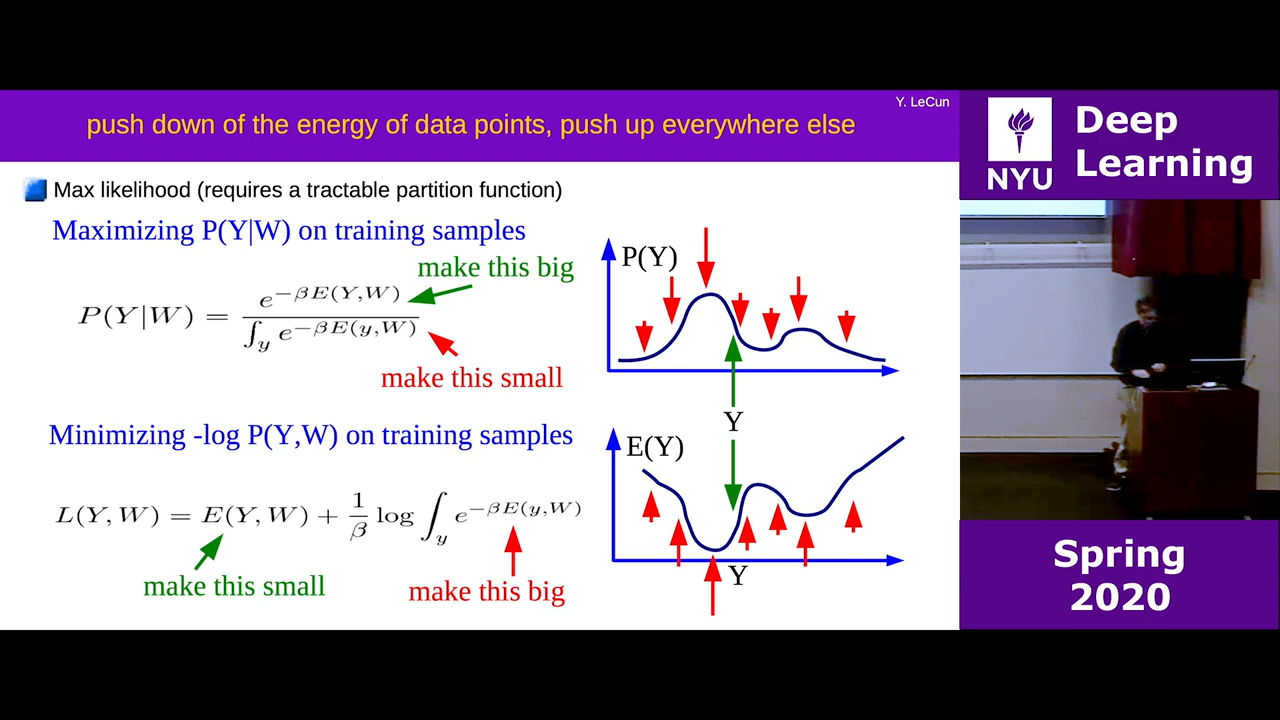 Y. LeCun
push down of the energy of data points, push up everywhere else
Max likelihood (requires a tractable partition function)
Maximizing P(Y|W) on training samples
make this big
P(Y|W) = e^{-βE(Y,W)} / ∫_y e^{-βE(y,W)}
make this small
Minimizing -log P(Y,W) on training samples
L(Y, W) = E(Y, W) + 1/β log ∫_y e^{-βE(y,W)}
make this small
make this big
P(Y)
Y
E(Y)
Y
NYU
Deep
Learning
Spring
2020